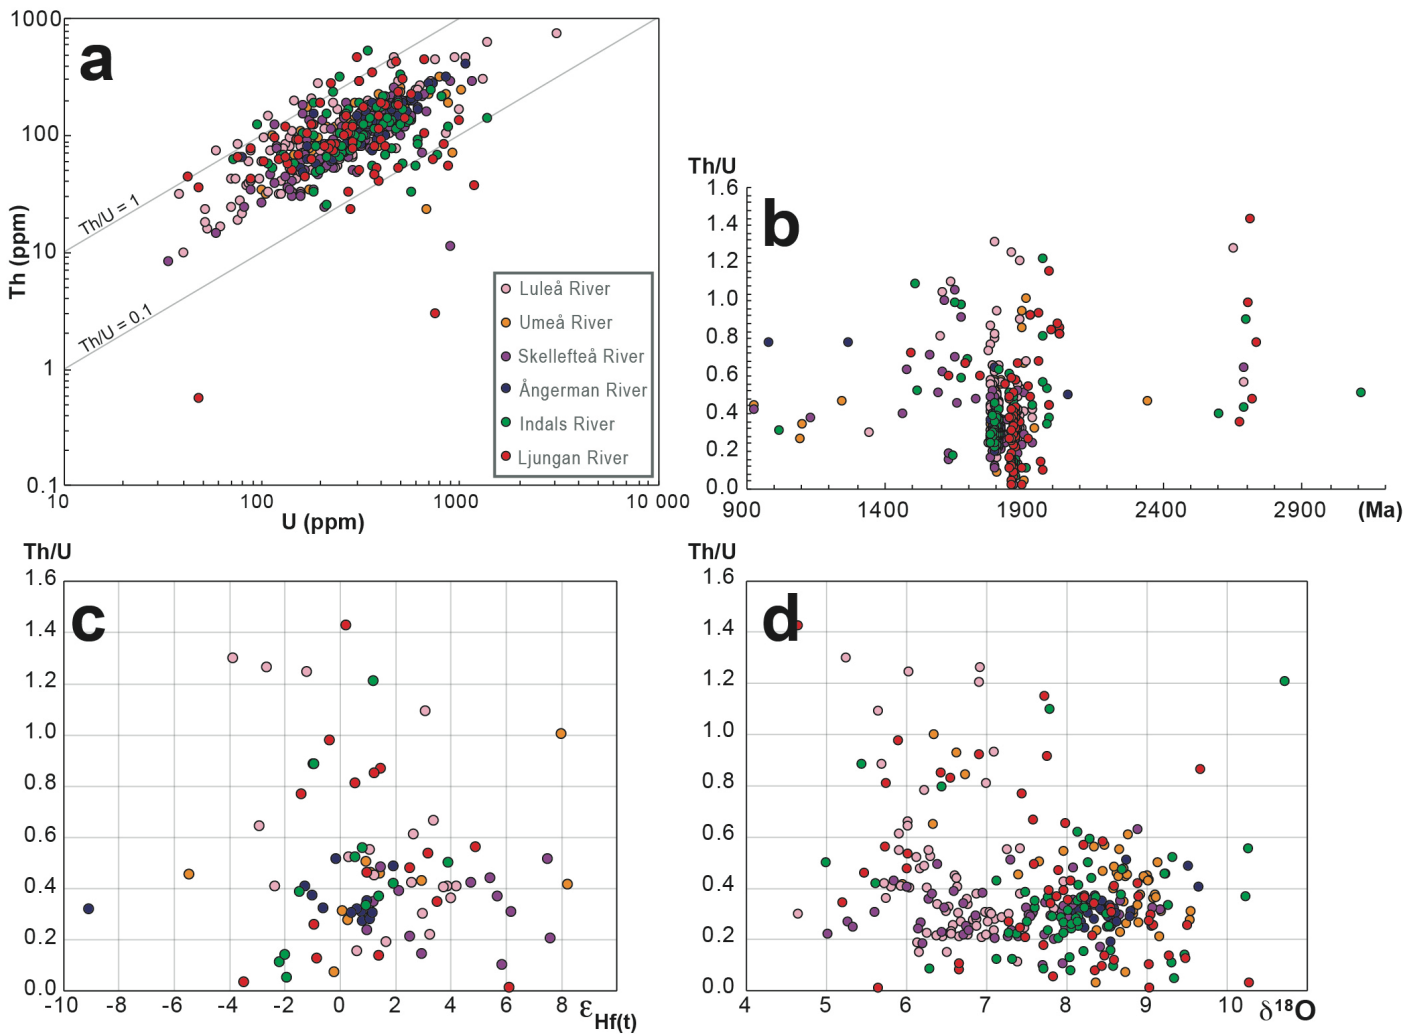 a
Th (ppm)
1000
100
10
1
0.1
Th/U = 1
Th/U = 0.1
Luleå River
Umeå River
Skellefteå River
Ångerman River
Indals River
Ljungan River
10 100 1000 10 000
U (ppm)
Th/U
b
1.6
1.4
1.2
1.0
0.8
0.6
0.4
0.2
0.0
900 1400 1900 2400 2900 (Ma)
Th/U
c
1.6
1.4
1.2
1.0
0.8
0.6
0.4
0.2
0.0
-10 -8 -6 -4 -2 0 2 4 6 8
εHf(t)
Th/U
d
1.6
1.4
1.2
1.0
0.8
0.6
0.4
0.2
0.0
4 5 6 7 8 9 10 δ¹⁸O